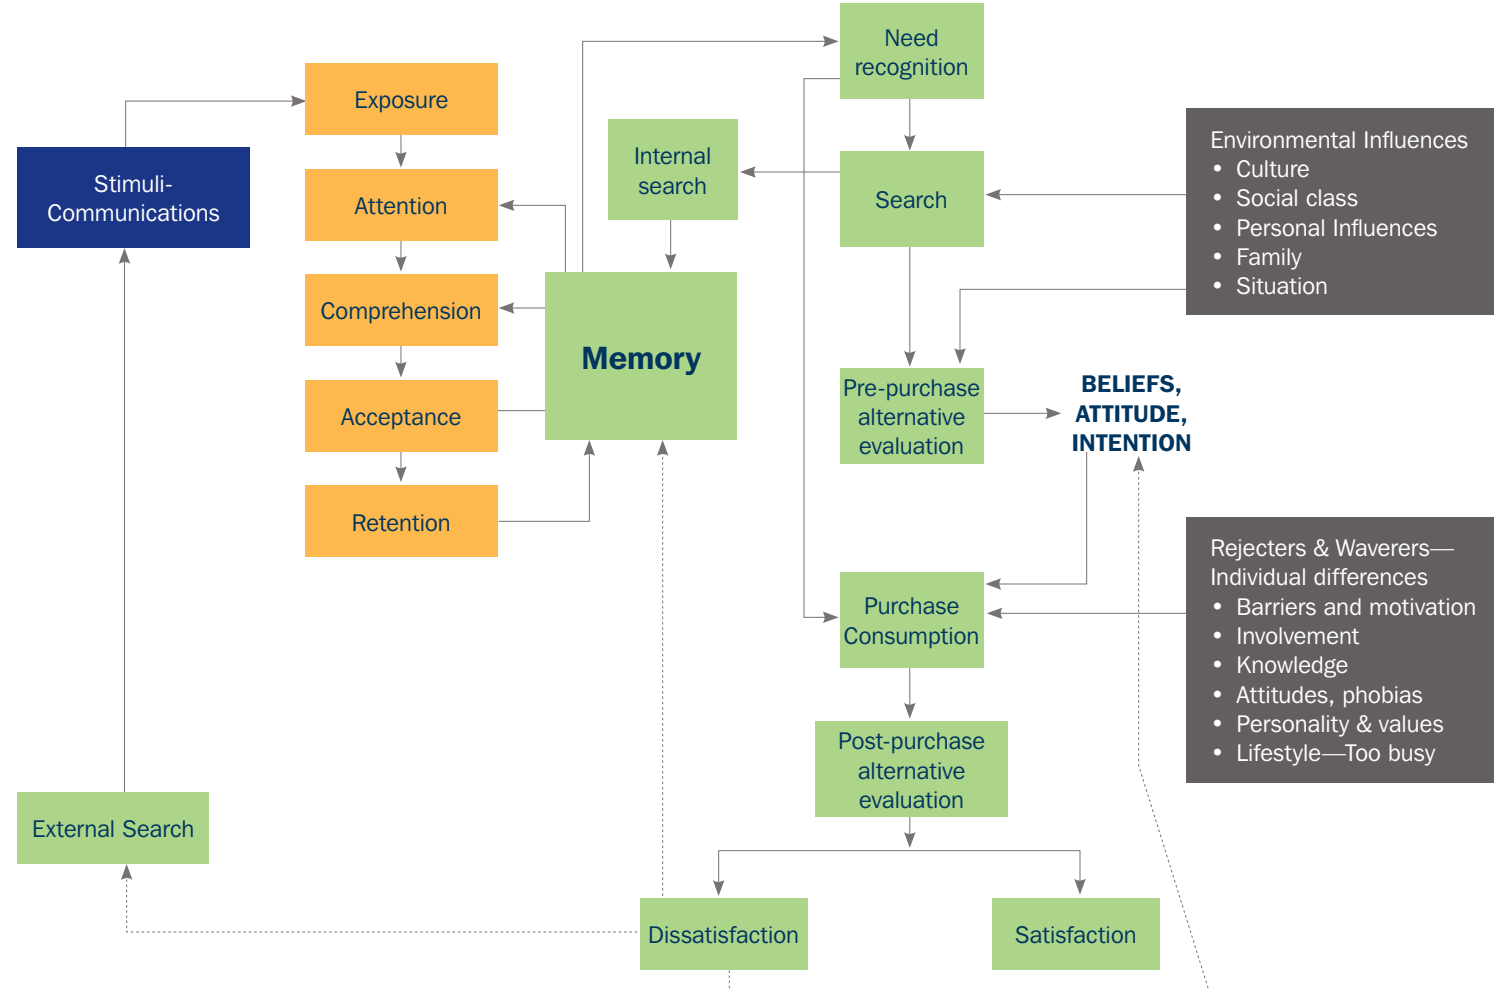 Need
recognition
Exposure
Stimuli-
Communications
Attention
Internal
search
Search
Environmental Influences
• Culture
• Social class
• Personal Influences
• Family
• Situation
Comprehension
Memory
Acceptance
Pre-purchase
alternative
evaluation
BELIEFS,
ATTITUDE,
INTENTION
Retention
Purchase
Consumption
Rejecters & Waverers—
Individual differences
• Barriers and motivation
• Involvement
• Knowledge
• Attitudes, phobias
• Personality & values
• Lifestyle—Too busy
Post-purchase
alternative
evaluation
External Search
Dissatisfaction
Satisfaction